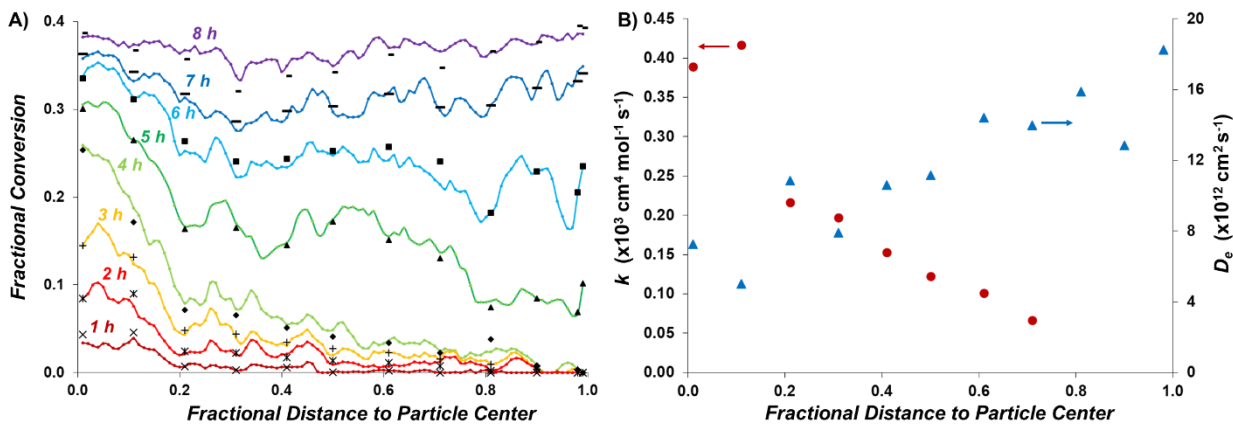 A)
0.4
0.3
0.2
0.1
0.0
Fractional Conversion
8 h
7 h
6 h
5 h
4 h
3 h
2 h
1 h
0.0 0.2 0.4 0.6 0.8 1.0
Fractional Distance to Particle Center
B)
0.45
0.40
0.35
0.30
0.25
0.20
0.15
0.10
0.05
0.00
k (x10³ cm⁴ mol⁻¹ s⁻¹)
20
16
12
8
4
0
Dₑ (x10¹² cm² s⁻¹)
0.0 0.2 0.4 0.6 0.8 1.0
Fractional Distance to Particle Center